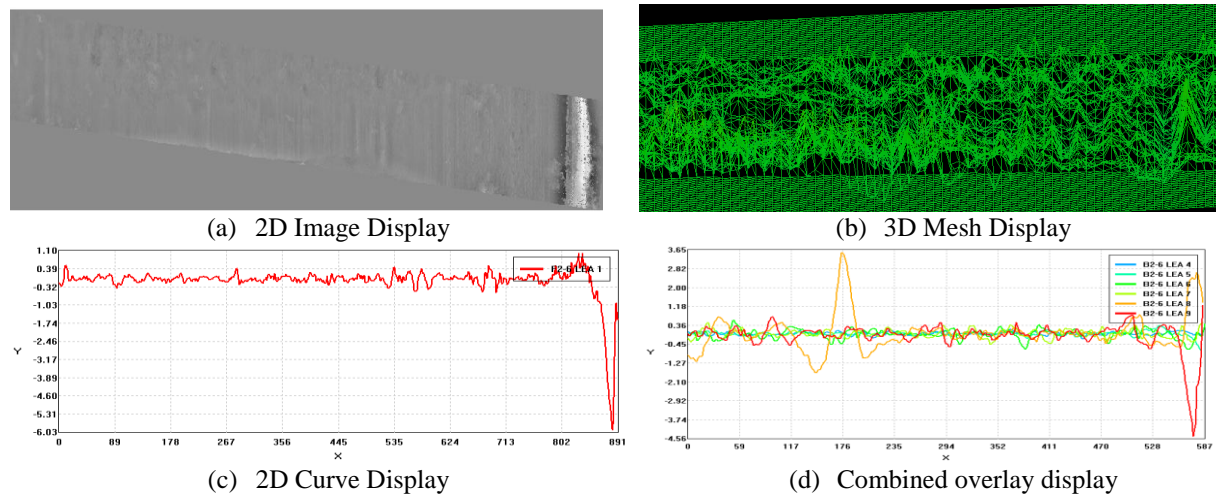 (a) 2D Image Display
(b) 3D Mesh Display
1.10
0.39
-0.32
-1.03
-1.74
-2.46
-3.17
-3.89
-4.60
-5.31
-6.03
Y
B2-6 LEA 1
0 89 178 267 356 445 535 624 713 802 891
X
3.65
2.82
2.00
1.18
0.36
-0.45
-1.27
-2.10
-2.92
-3.74
-4.56
Y
B2-6 LEA 4
B2-6 LEA 5
B2-6 LEA 6
B2-6 LEA 7
B2-6 LEA 8
B2-6 LEA 9
0 59 117 176 234 294 352 411 470 528 587
X
(c) 2D Curve Display
(d) Combined overlay display